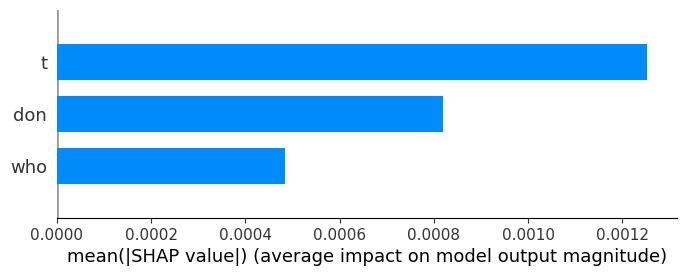 t
don
who
0.0000 0.0002 0.0004 0.0006 0.0008 0.0010 0.0012
mean(|SHAP value|) (average impact on model output magnitude)